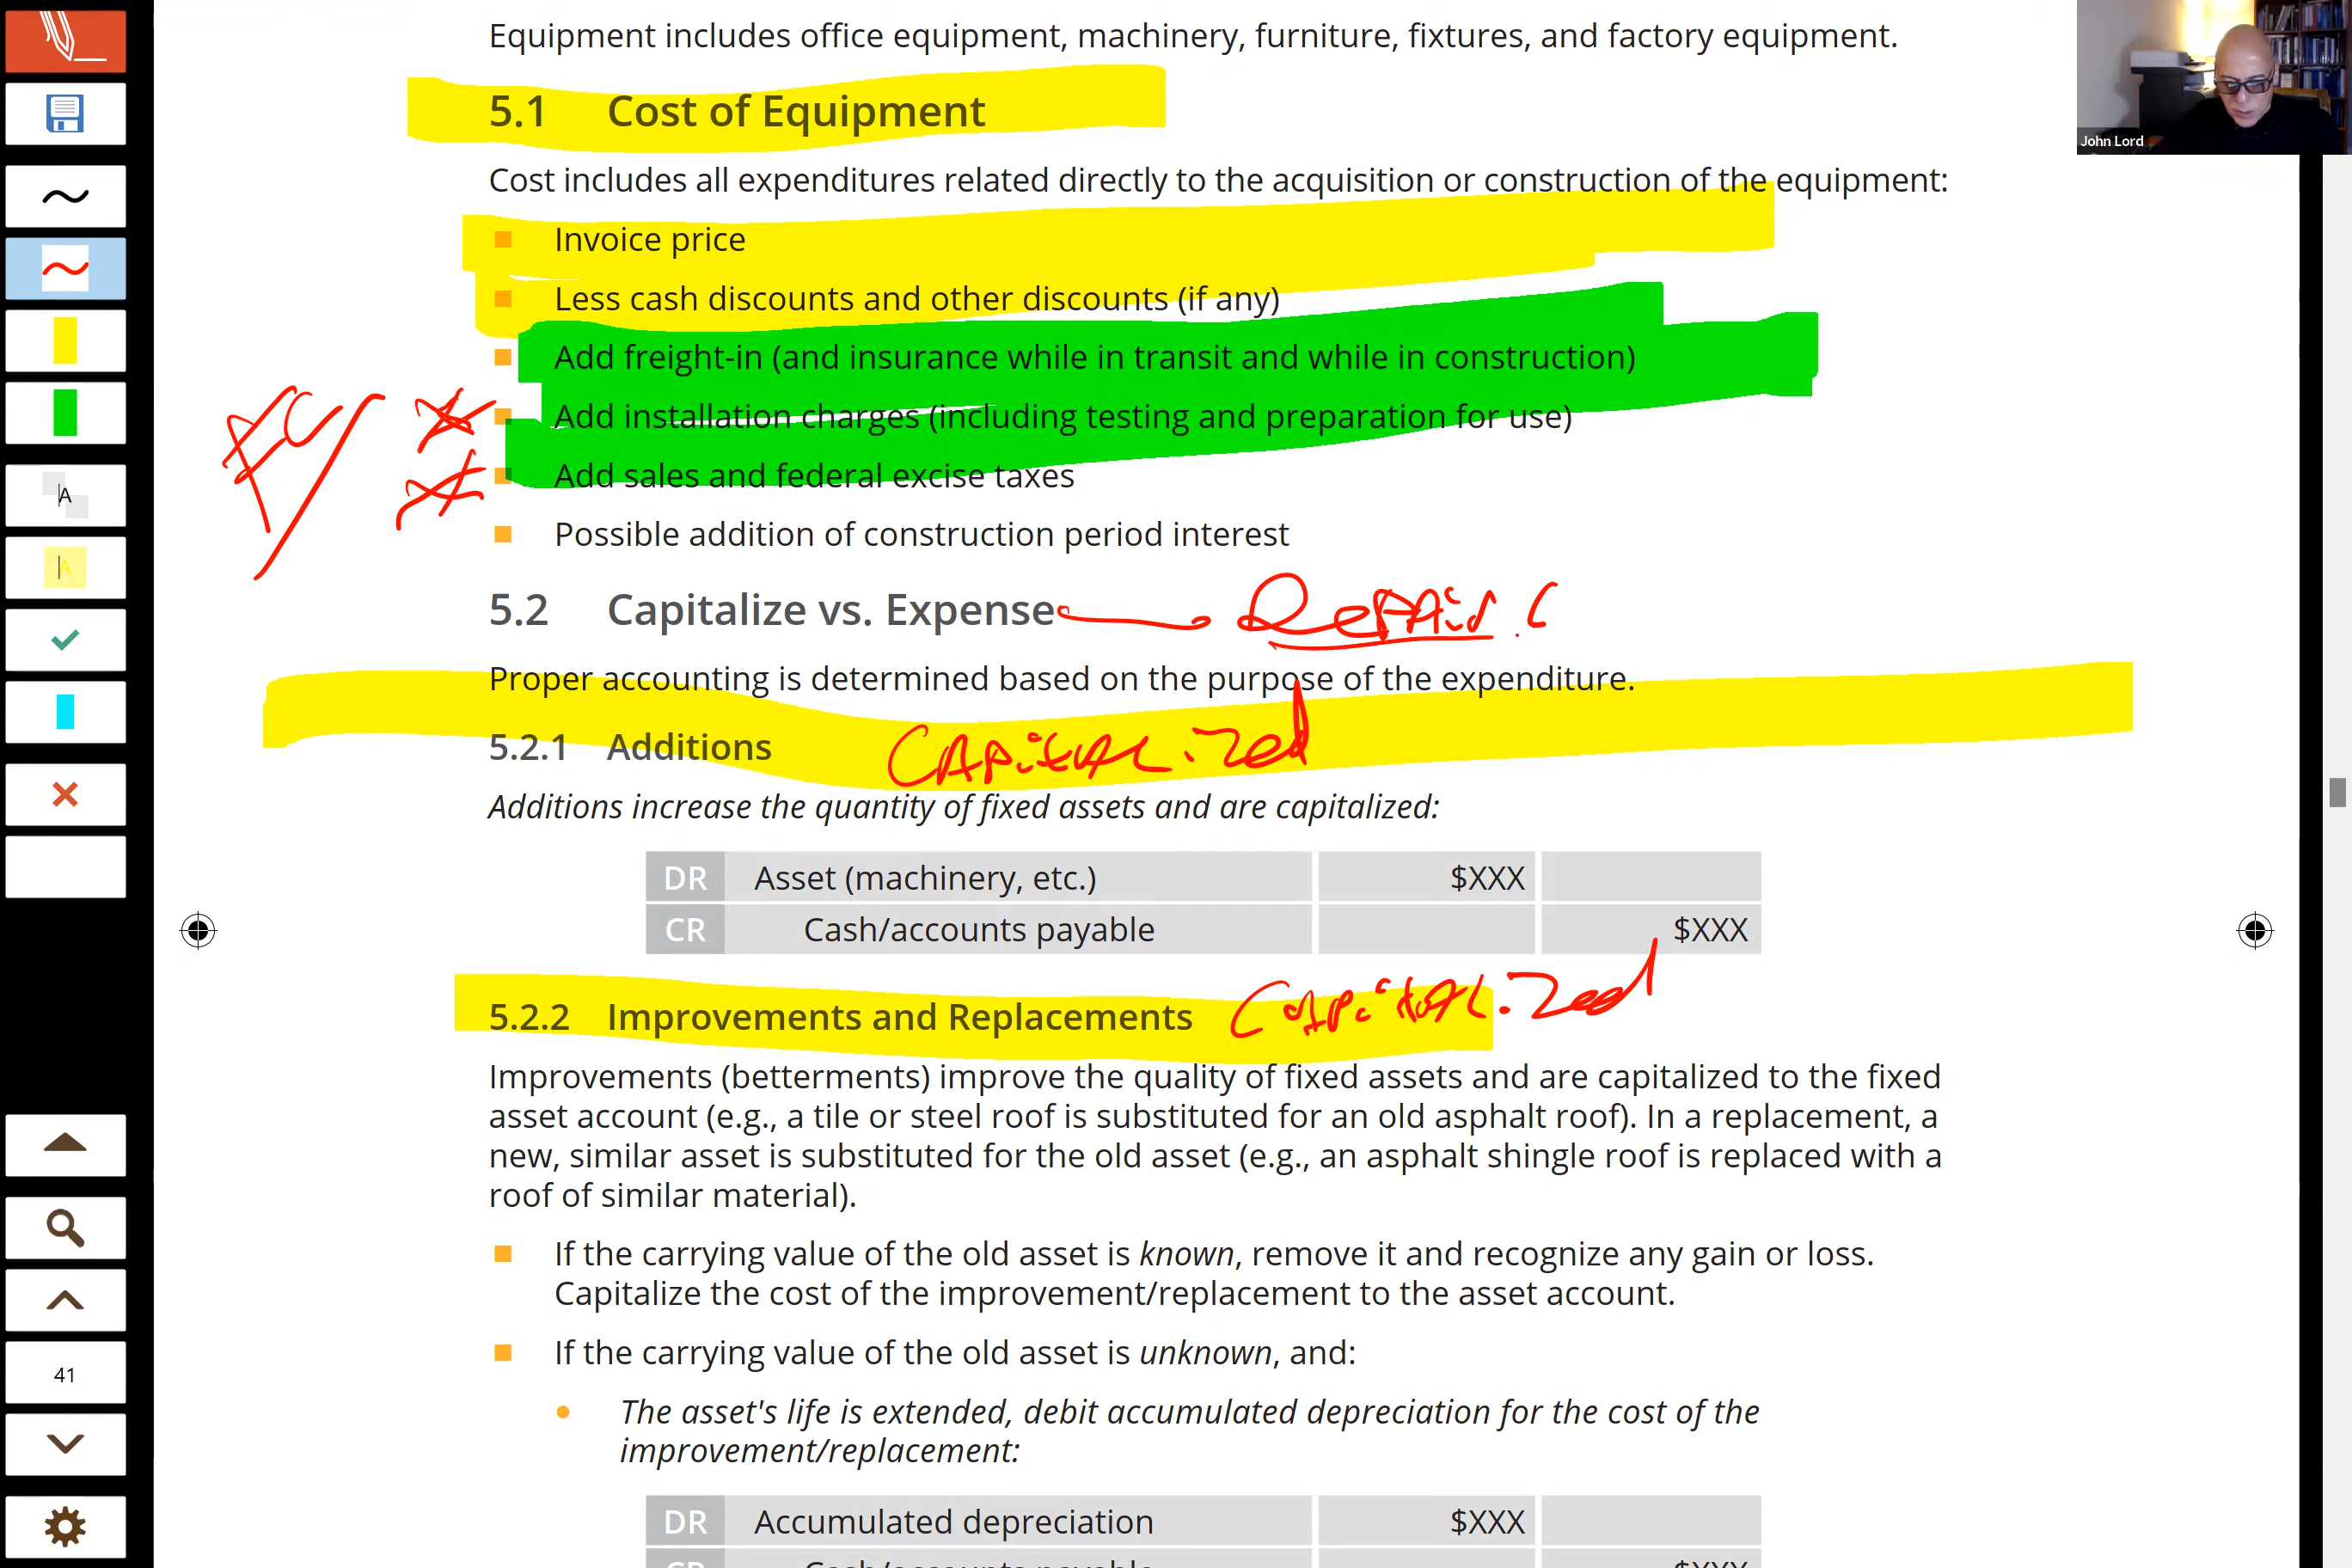 Equipment includes office equipment, machinery, furniture, fixtures, and factory equipment.
John Lord
5.1 Cost of Equipment
Cost includes all expenditures related directly to the acquisition or construction of the equipment:
Invoice price
Less cash discounts and other discounts (if any)
Add freight-in (and insurance while in transit and while in construction)
Add installation charges (including testing and preparation for use)
Add sales and federal excise taxes
Possible addition of construction period interest
5.2 Capitalize vs. Expense
Proper accounting is determined based on the purpose of the expenditure.
5.2.1 Additions CAPiTALized
Additions increase the quantity of fixed assets and are capitalized:
DR Asset (machinery, etc.) $XXX
CR Cash/accounts payable $XXX
5.2.2 Improvements and Replacements CAPiTALized
Improvements (betterments) improve the quality of fixed assets and are capitalized to the fixed
asset account (e.g., a tile or steel roof is substituted for an old asphalt roof). In a replacement, a
new, similar asset is substituted for the old asset (e.g., an asphalt shingle roof is replaced with a
roof of similar material).
If the carrying value of the old asset is known, remove it and recognize any gain or loss.
Capitalize the cost of the improvement/replacement to the asset account.
If the carrying value of the old asset is unknown, and:
41
The asset's life is extended, debit accumulated depreciation for the cost of the
improvement/replacement:
DR Accumulated depreciation $XXX
CR Cash/accounts payable $XXX